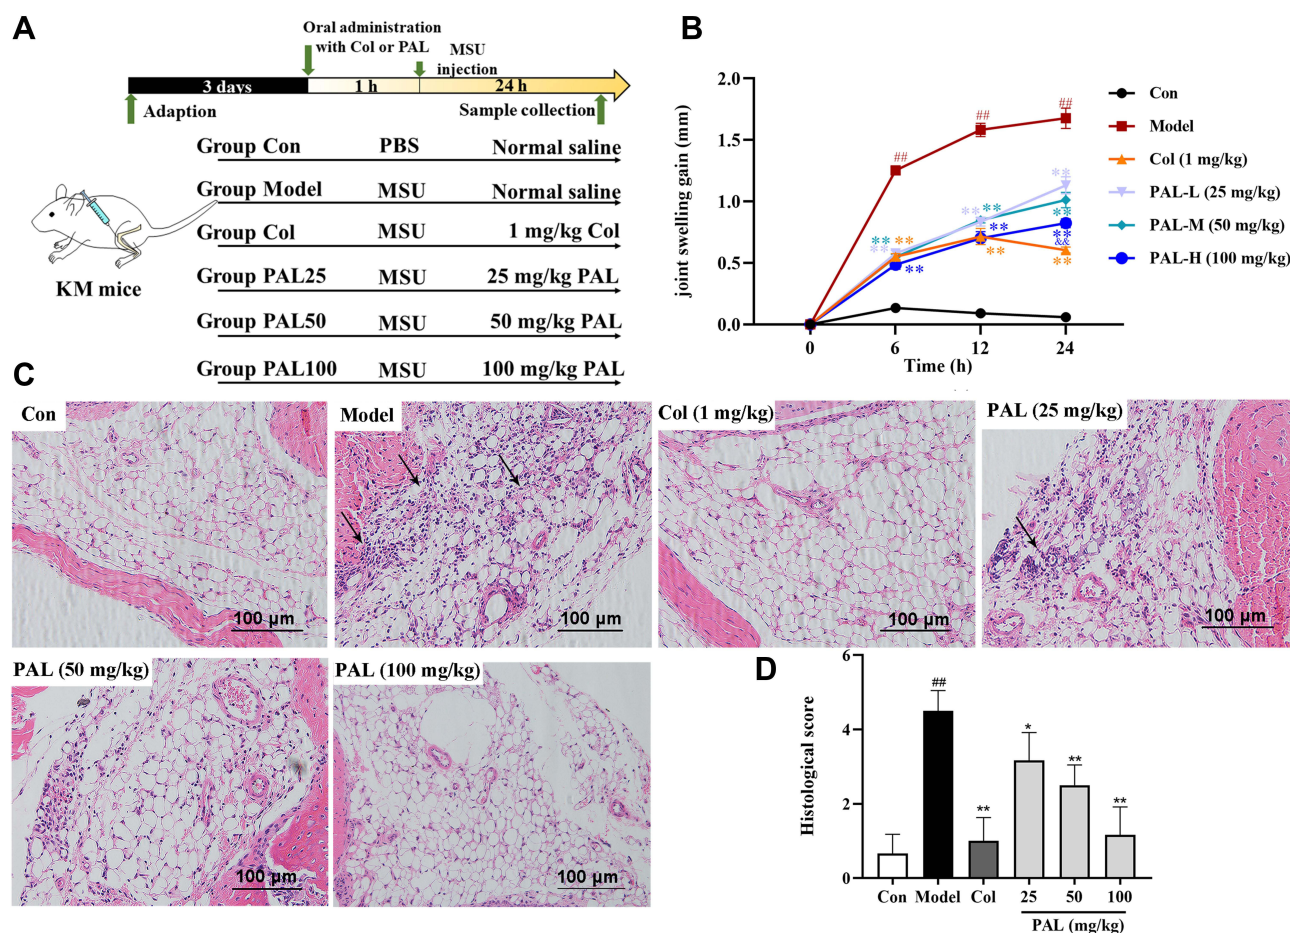 A
Oral administration
with Col or PAL
MSU
injection
3 days
1 h
24 h
Adaption
Sample collection
Group Con PBS Normal saline
Group Model MSU Normal saline
Group Col MSU 1 mg/kg Col
Group PAL25 MSU 25 mg/kg PAL
Group PAL50 MSU 50 mg/kg PAL
Group PAL100 MSU 100 mg/kg PAL
KM mice
B
joint swelling gain (mm)
2.0
1.5
1.0
0.5
0.0
0 6 12 24
Time (h)
##
##
##
**
**
**
**
**
**
**
**
**
**
**
**
&&
**
Con
Model
Col (1 mg/kg)
PAL-L (25 mg/kg)
PAL-M (50 mg/kg)
PAL-H (100 mg/kg)
C
Con
100 μm
Model
100 μm
Col (1 mg/kg)
100 μm
PAL (25 mg/kg)
100 μm
PAL (50 mg/kg)
100 μm
PAL (100 mg/kg)
100 μm
D
Histological score
6
4
2
0
##
**
*
**
**
Con Model Col 25 50 100
PAL (mg/kg)